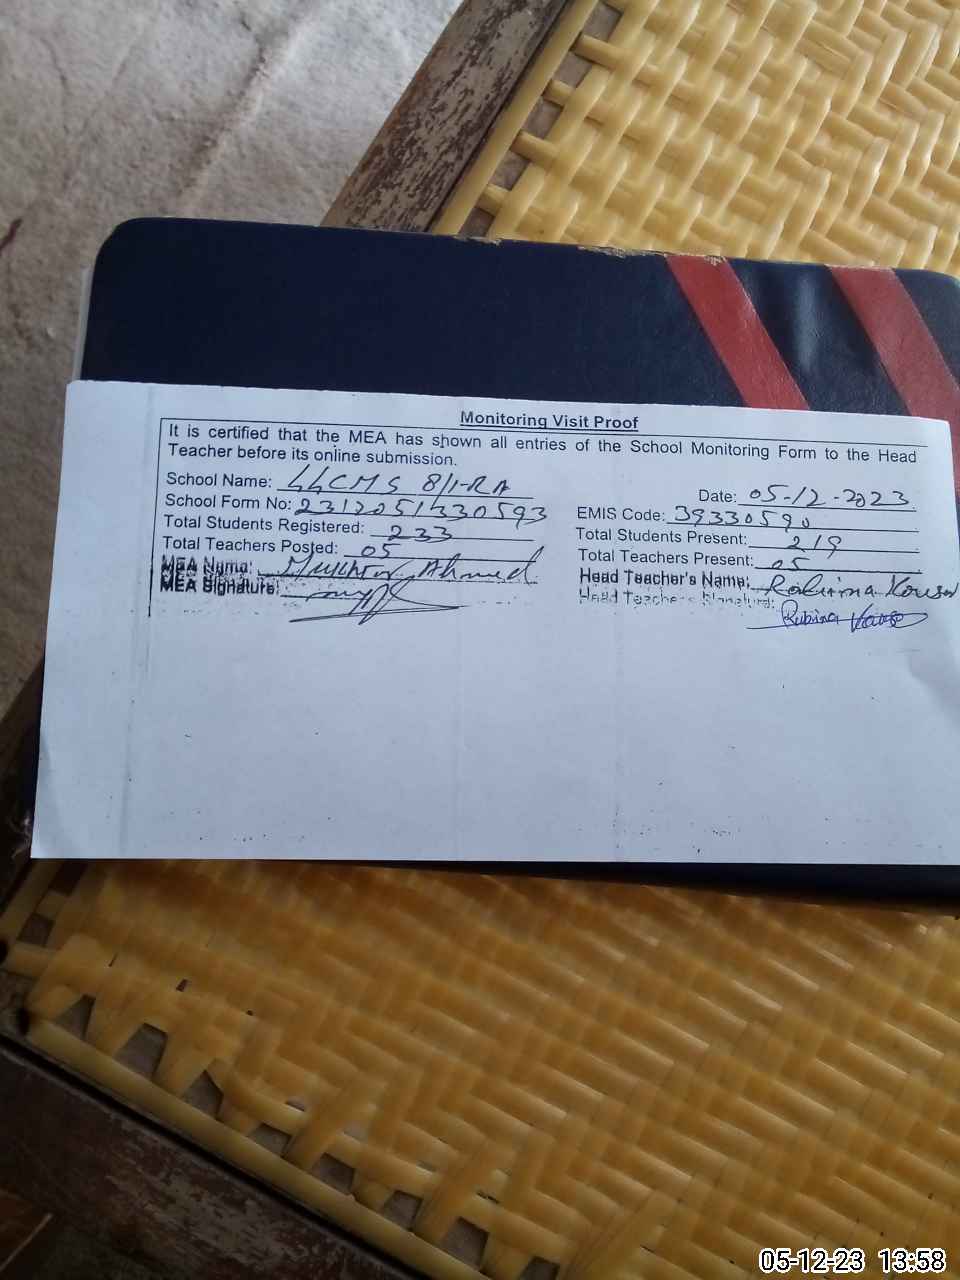 Monitoring Visit Proof
It is certified that the MEA has shown all entries of the School Monitoring Form to the Head
Teacher before its online submission.
School Name: GGCMS 8/1-RA
Date: 05-12-2023
School Form No: 2312051330593
EMIS Code: 39330590
Total Students Registered: 233
Total Students Present: 219
Total Teachers Posted: 05
Total Teachers Present: 05
MEA Name: Mukhtar Ahmed
Head Teacher's Name: Rabina Kousar
MEA Signature:
Head Teacher's Signature: Rubina Kausar
05-12-23 13:58